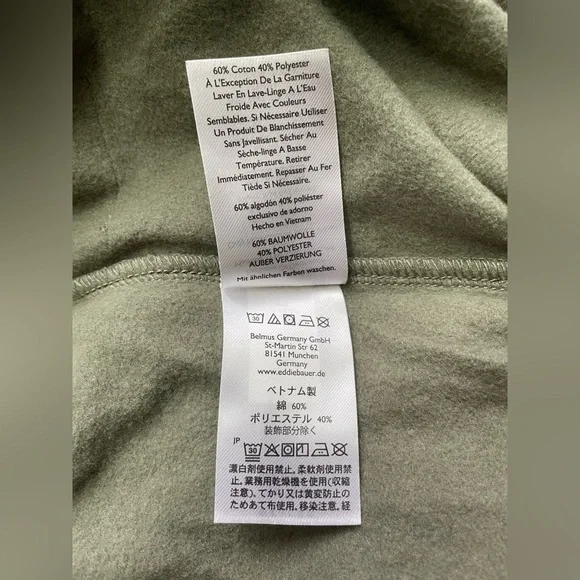 60% Coton 40% Polyester
À L'Exception De La Garniture
Laver En Lave-Linge A L'Eau
Froide Avec Couleurs
Semblables. Si Nécessaire Utiliser
Un Produit De Blanchissement
Sans Javellisant. Sécher Au
Sèche-linge A Basse
Température. Retirer
Immédiatement. Repasser Au Fer
Tiède Si Nécessaire.
60% algodón 40% poliéster
exclusivo de adorno
Hecho en Vietnam
60% BAUMWOLLE
40% POLYESTER
AUßER VERZIERUNG
Mit ähnlichen Farben waschen.
30
Belmus Germany GmbH
St-Martin Str 62
81541 Munchen
Germany
www.eddiebauer.de
ベトナム製
綿 60%
ポリエステル 40%
装飾部分除く
JP
30
漂白剤使用禁止。柔軟剤使用禁
止。業務用乾燥機を使用(収縮
注意)。てかり又は黄変防止の
ためあて布使用。移染注意。経